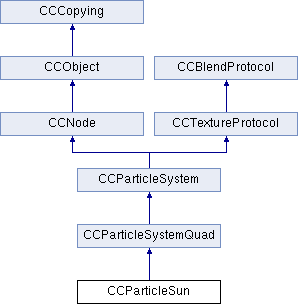 CCCopying
CCObject
CCBlendProtocol
CCNode
CCTextureProtocol
CCParticleSystem
CCParticleSystemQuad
CCParticleSun